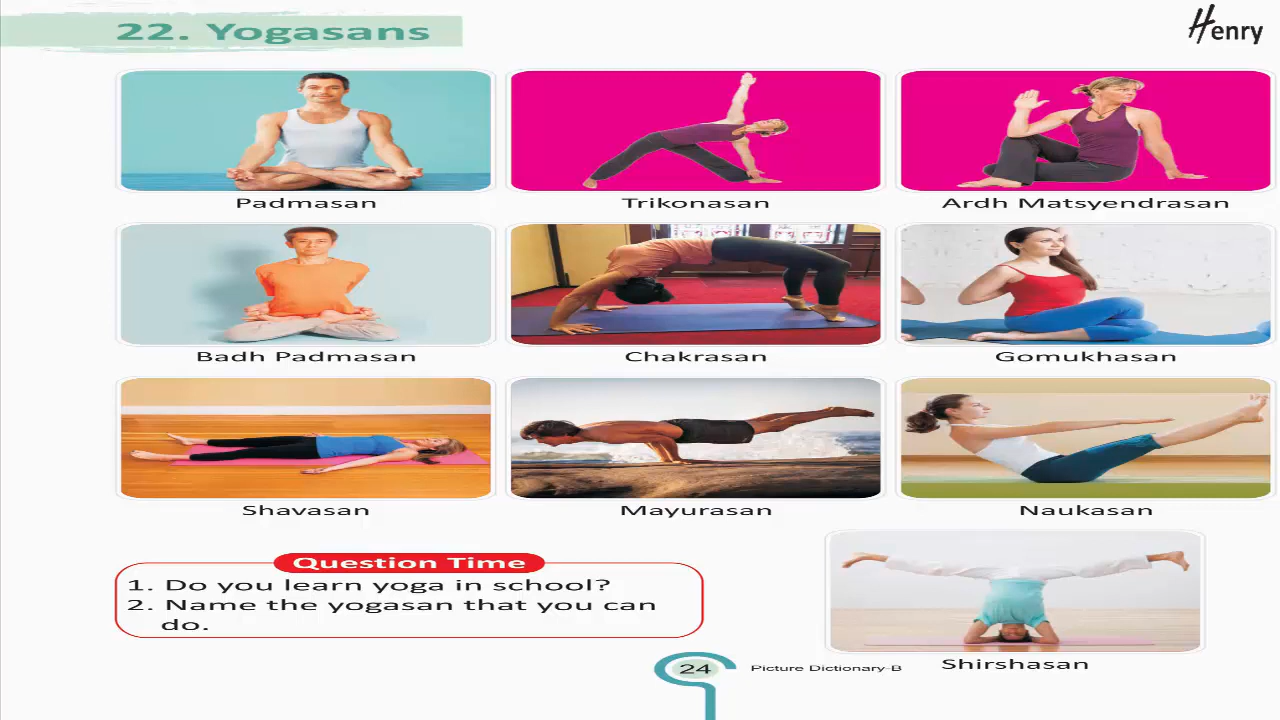 22. Yogasans
Henry
Padmasan
Trikonasan
Ardh Matsyendrasan
Badh Padmasan
Chakrasan
Gomukhasan
Shavasan
Mayurasan
Naukasan
Question Time
1. Do you learn yoga in school?
2. Name the yogasan that you can
do.
Shirshasan
24
Picture Dictionary-B